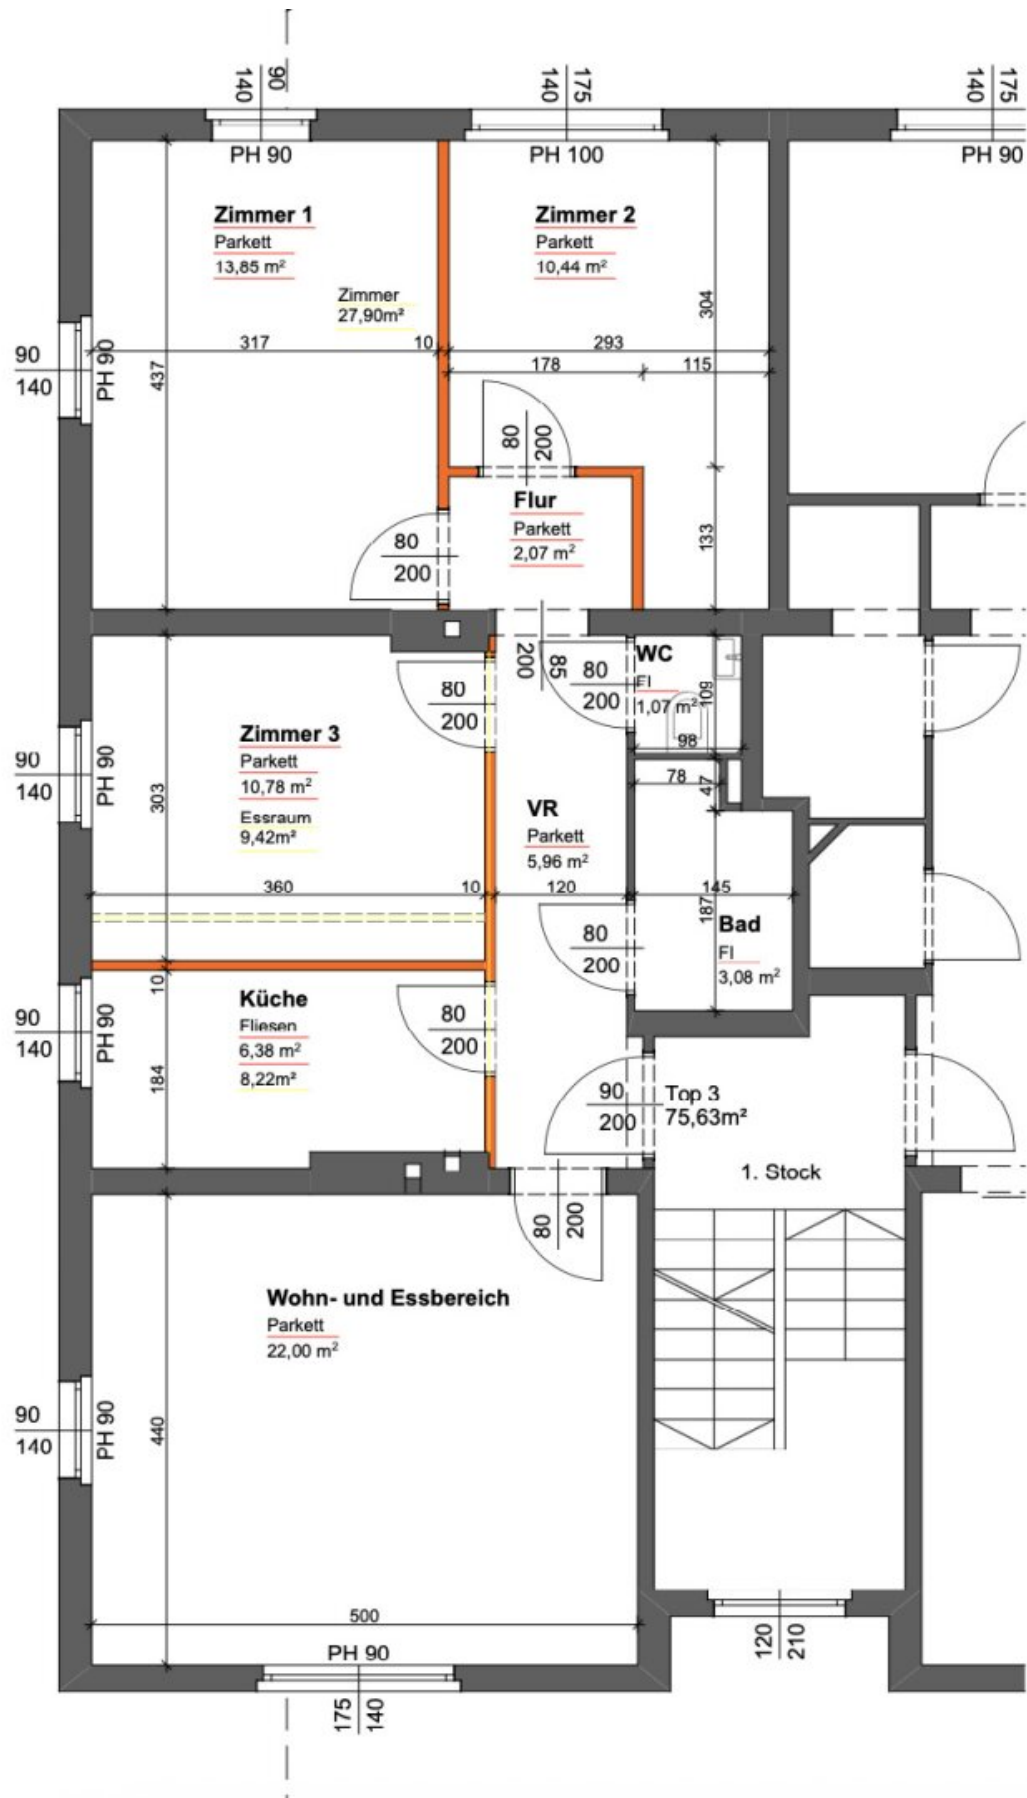 140
90
140
175
140
175
PH 90
PH 100
PH 90
Zimmer 1
Parkett
13,85 m²
Zimmer 2
Parkett
10,44 m²
Zimmer
27,90m²
304
317
10
293
178
115
90
140
PH 90
437
80
200
Flur
Parkett
2,07 m²
133
80
200
85
200
80
200
WC
Fl
1,07 m²
109
98
80
200
Zimmer 3
Parkett
10,78 m²
Essraum
9,42m²
90
140
PH 90
303
78
47
VR
Parkett
5,96 m²
360
10
120
145
187
Bad
Fl
3,08 m²
80
200
10
Küche
Fliesen
6,38 m²
8,22m²
90
140
PH 90
184
80
200
90
200
Top 3
75,63m²
1. Stock
80
200
Wohn- und Essbereich
Parkett
22,00 m²
90
140
PH 90
440
500
PH 90
175
140
120
210